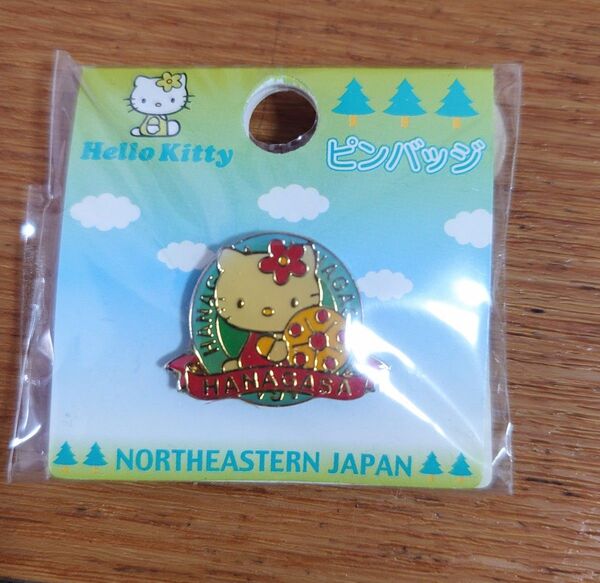 Hello Kitty
ピンバッジ
HANAGASA
NORTHEASTERN JAPAN